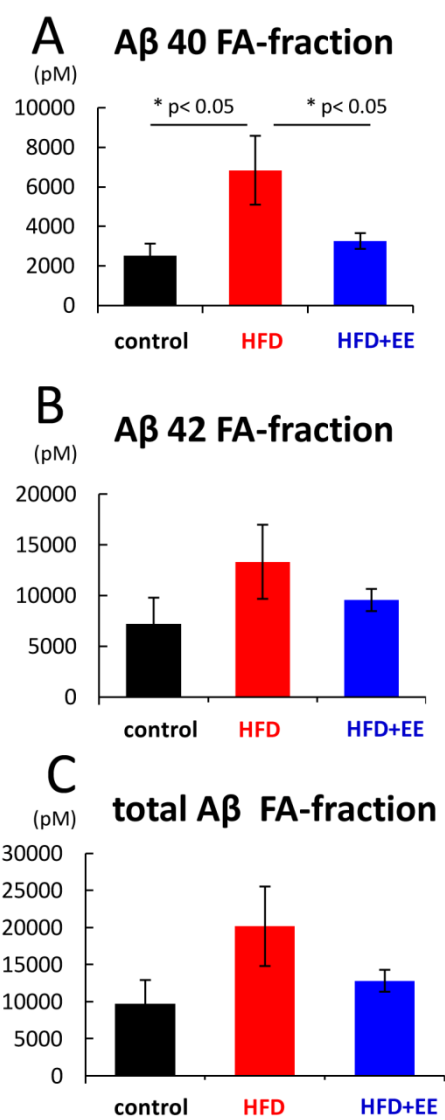 A Aβ 40 FA-fraction
(pM)
10000
* p< 0.05 * p< 0.05
8000
6000
4000
2000
0
control HFD HFD+EE
B Aβ 42 FA-fraction
(pM)
20000
15000
10000
5000
0
control HFD HFD+EE
C total Aβ FA-fraction
(pM)
30000
25000
20000
15000
10000
5000
0
control HFD HFD+EE